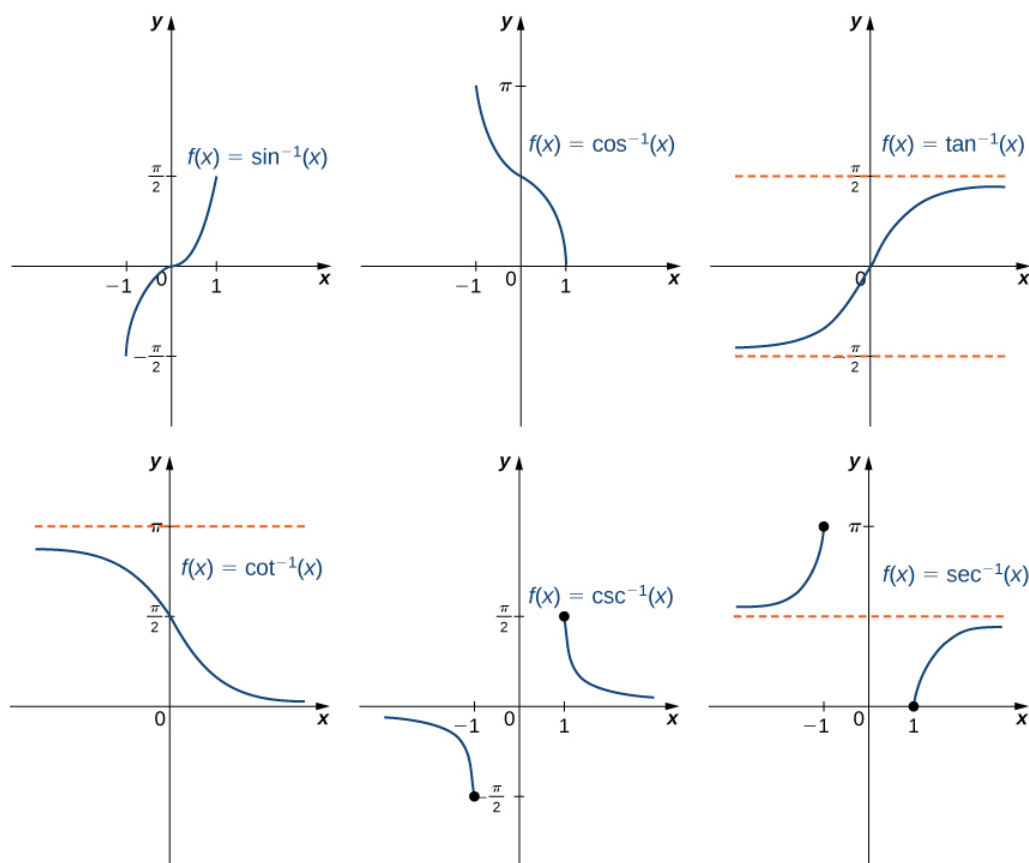 y
f(x) = sin⁻¹(x)
π/2
−1
0
1
x
−π/2
y
π
f(x) = cos⁻¹(x)
−1
0
1
x
y
f(x) = tan⁻¹(x)
π/2
0
x
−π/2
y
π
f(x) = cot⁻¹(x)
π/2
0
x
y
f(x) = csc⁻¹(x)
π/2
−1
0
1
x
−π/2
y
π
f(x) = sec⁻¹(x)
π/2
−1
0
1
x